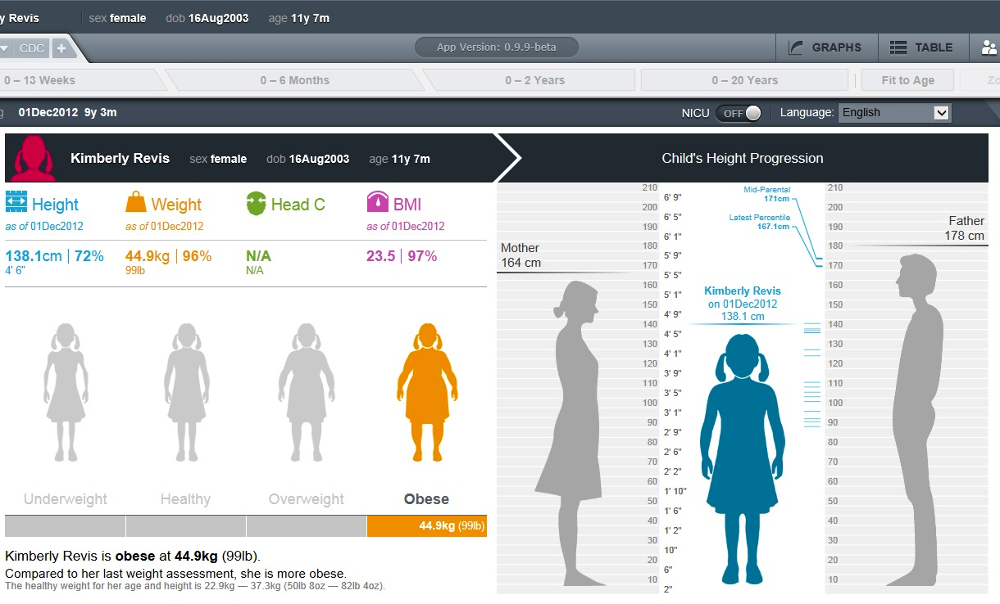 y Revis sex female dob 16Aug2003 age 11y 7m
CDC + App Version: 0.9.9-beta GRAPHS TABLE
0 – 13 Weeks 0 – 6 Months 0 – 2 Years 0 – 20 Years Fit to Age Zo
g 01Dec2012 9y 3m NICU OFF Language: English
Kimberly Revis sex female dob 16Aug2003 age 11y 7m
Height Weight Head C BMI
as of 01Dec2012 as of 01Dec2012 as of 01Dec2012
138.1cm | 72% 44.9kg | 96% N/A 23.5 | 97%
4' 6" 99lb N/A
Underweight Healthy Overweight Obese
44.9kg (99lb)
Kimberly Revis is obese at 44.9kg (99lb).
Compared to her last weight assessment, she is more obese.
The healthy weight for her age and height is 22.9kg — 37.3kg (50lb 8oz — 82lb 4oz).
Child's Height Progression
Mother
164 cm
210
200
190
180
170
160
150
140
130
120
110
100
90
80
70
60
50
40
30
20
10
6' 9"
6' 5"
6' 1"
5' 9"
5' 5"
5' 1"
4' 9"
4' 5"
4' 1"
3' 9"
3' 5"
3' 1"
2' 9"
2' 6"
2' 2"
1' 10"
1' 6"
1' 2"
10"
6"
2"
Mid-Parental
171cm
Latest Percentile
167.1cm
Kimberly Revis
on 01Dec2012
138.1 cm
210
200
190
180
170
160
150
140
130
120
110
100
90
80
70
60
50
40
30
20
10
Father
178 cm